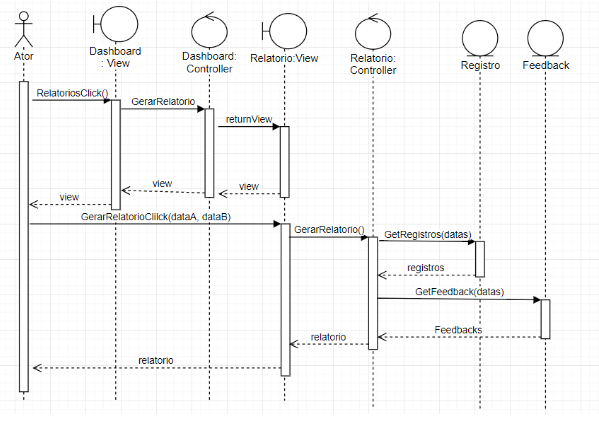 Ator
Dashboard
: View
Dashboard:
Controller
Relatorio:View
Relatorio:
Controller
Registro
Feedback
RelatoriosClick()
GerarRelatorio
returnView
view
view
view
GerarRelatorioCliilck(dataA, dataB)
GerarRelatorio()
GetRegistros(datas)
registros
GetFeedback(datas)
Feedbacks
relatorio
relatorio